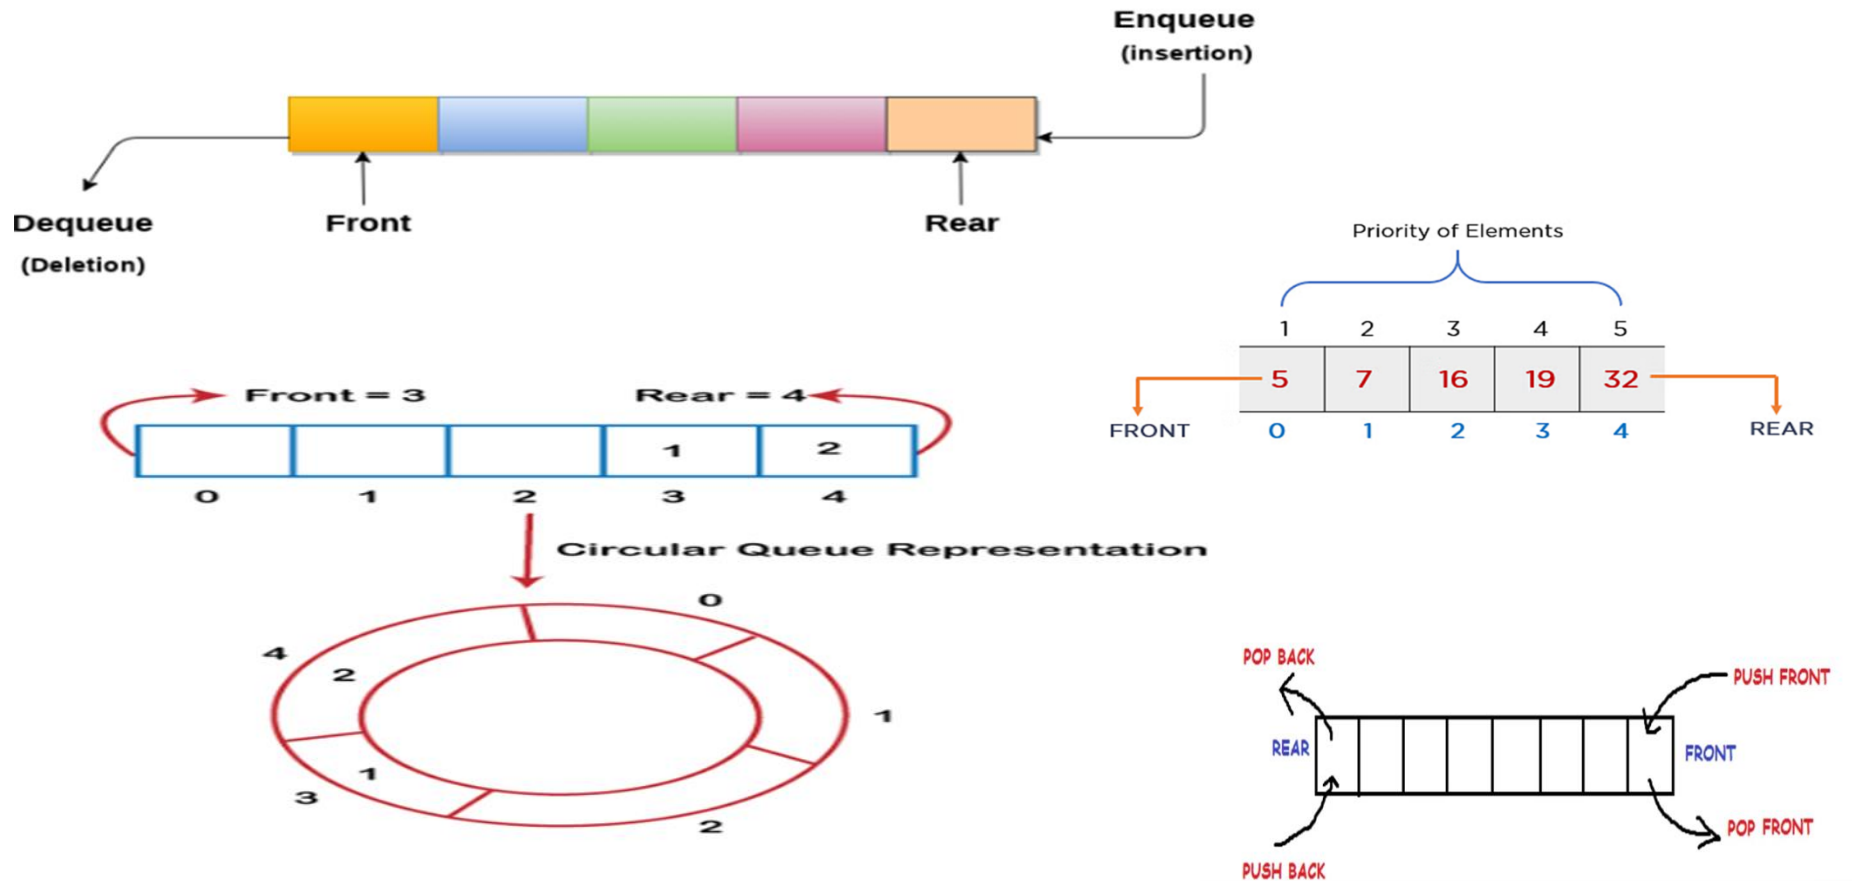 Enqueue
(insertion)
Dequeue
(Deletion)
Front
Rear
Priority of Elements
1 2 3 4 5
5 7 16 19 32
FRONT 0 1 2 3 4 REAR
Front = 3 Rear = 4
1 2
0 1 2 3 4
Circular Queue Representation
0
4
2
1
1
3
2
POP BACK
PUSH FRONT
REAR
FRONT
POP FRONT
PUSH BACK